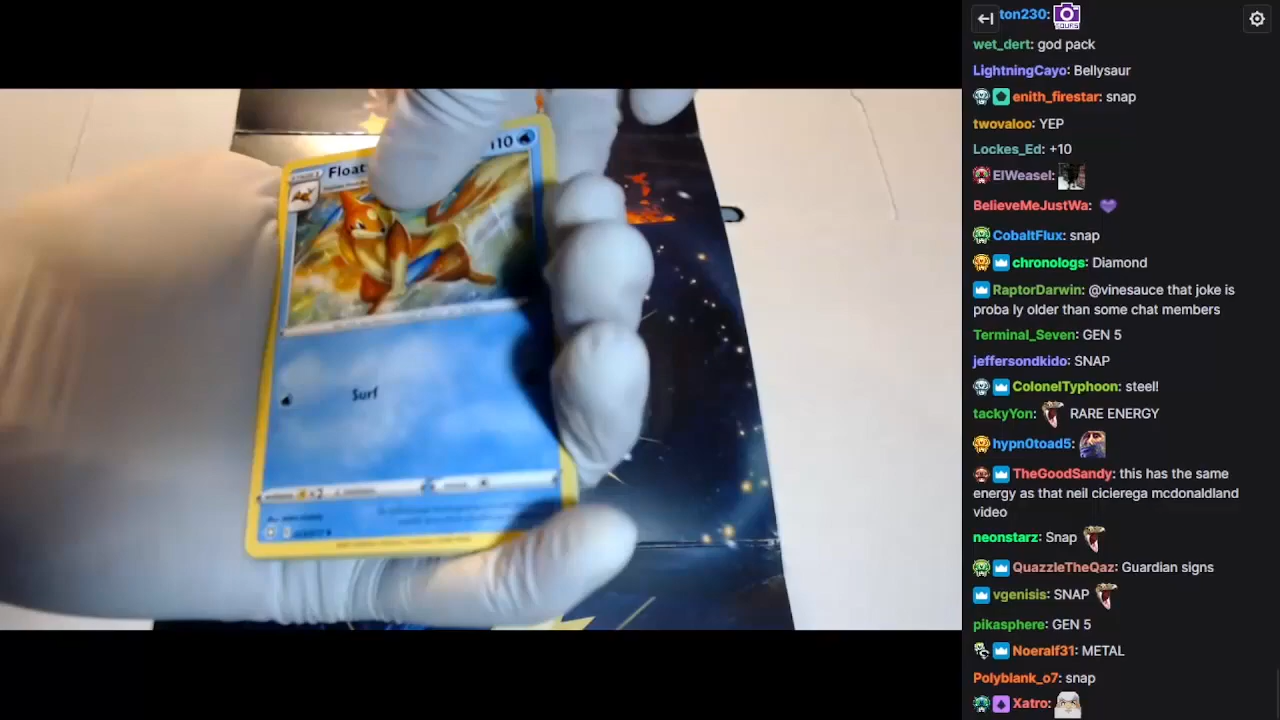 ton230:
wet_dert: god pack
LightningCayo: Bellysaur
enith_firestar: snap
twovaloo: YEP
Lockes_Ed: +10
ElWeasel:
BelieveMeJustWa:
CobaltFlux: snap
chronologs: Diamond
RaptorDarwin: @vinesauce that joke is
proba ly older than some chat members
Terminal_Seven: GEN 5
jeffersondkido: SNAP
ColonelTyphoon: steel!
tackyYon: RARE ENERGY
hypn0toad5:
TheGoodSandy: this has the same
energy as that neil cicierega mcdonaldland
video
neonstarz: Snap
QuazzleTheQaz: Guardian signs
vgenisis: SNAP
pikasphere: GEN 5
Noeralf31: METAL
Polyblank_o7: snap
Xatro:
Float
110
Surf
×2